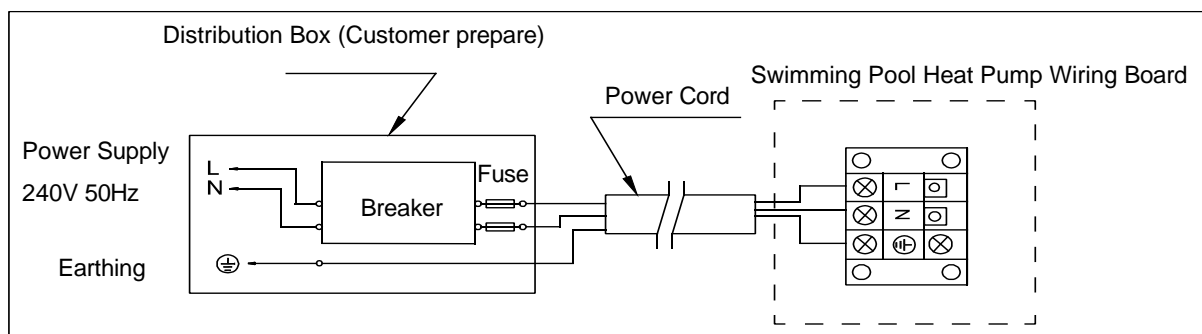 Distribution Box (Customer prepare)
Swimming Pool Heat Pump Wiring Board
Power Cord
Power Supply
240V 50Hz
L
N
Fuse
Breaker
Earthing
L
N